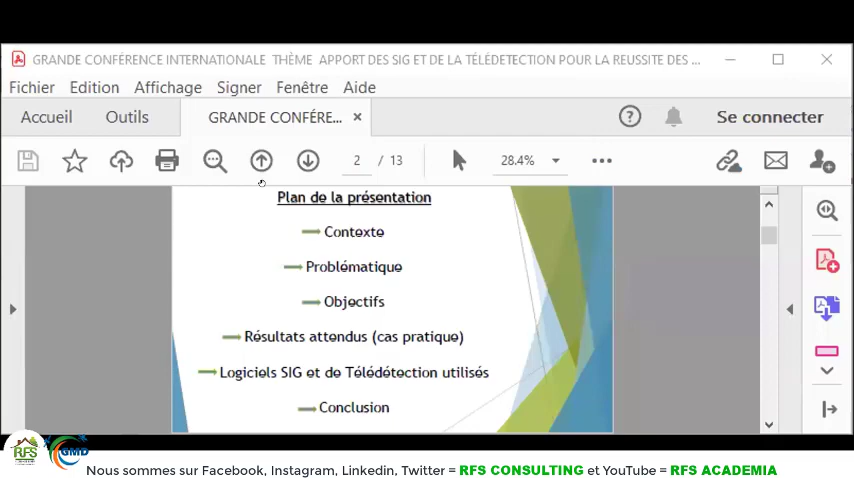 GRANDE CONFÉRENCE INTERNATIONALE THÈME APPORT DES SIG ET DE LA TÉLÉDETECTION POUR LA REUSSITE DES ...
Fichier Edition Affichage Signer Fenêtre Aide
Accueil Outils GRANDE CONFÉRE... × Se connecter
2 / 13 28.4%
Plan de la présentation
Contexte
Problématique
Objectifs
Résultats attendus (cas pratique)
Logiciels SIG et de Télédétection utilisés
Conclusion
RFS GMD
Nous sommes sur Facebook, Instagram, Linkedin, Twitter = RFS CONSULTING et YouTube = RFS ACADEMIA